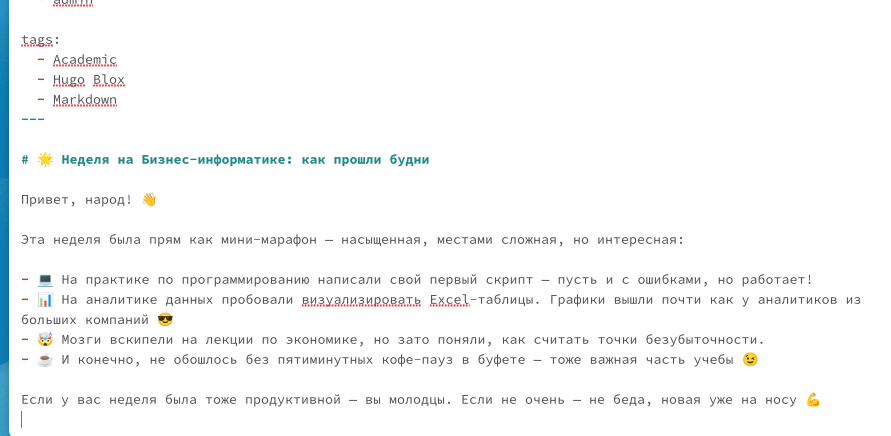 admin
tags:
- Academic
- Hugo Blox
- Markdown
---
# 🌟 Неделя на Бизнес-информатике: как прошли будни
Привет, народ! 👋
Эта неделя была прям как мини-марафон — насыщенная, местами сложная, но интересная:
- 💻 На практике по программированию написали свой первый скрипт — пусть и с ошибками, но работает!
- 📊 На аналитике данных пробовали визуализировать Excel-таблицы. Графики вышли почти как у аналитиков из
больших компаний 😎
- 🤯 Мозги вскипели на лекции по экономике, но зато поняли, как считать точки безубыточности.
- ☕ И конечно, не обошлось без пятиминутных кофе-пауз в буфете — тоже важная часть учебы 😉
Если у вас неделя была тоже продуктивной — вы молодцы. Если не очень — не беда, новая уже на носу 💪